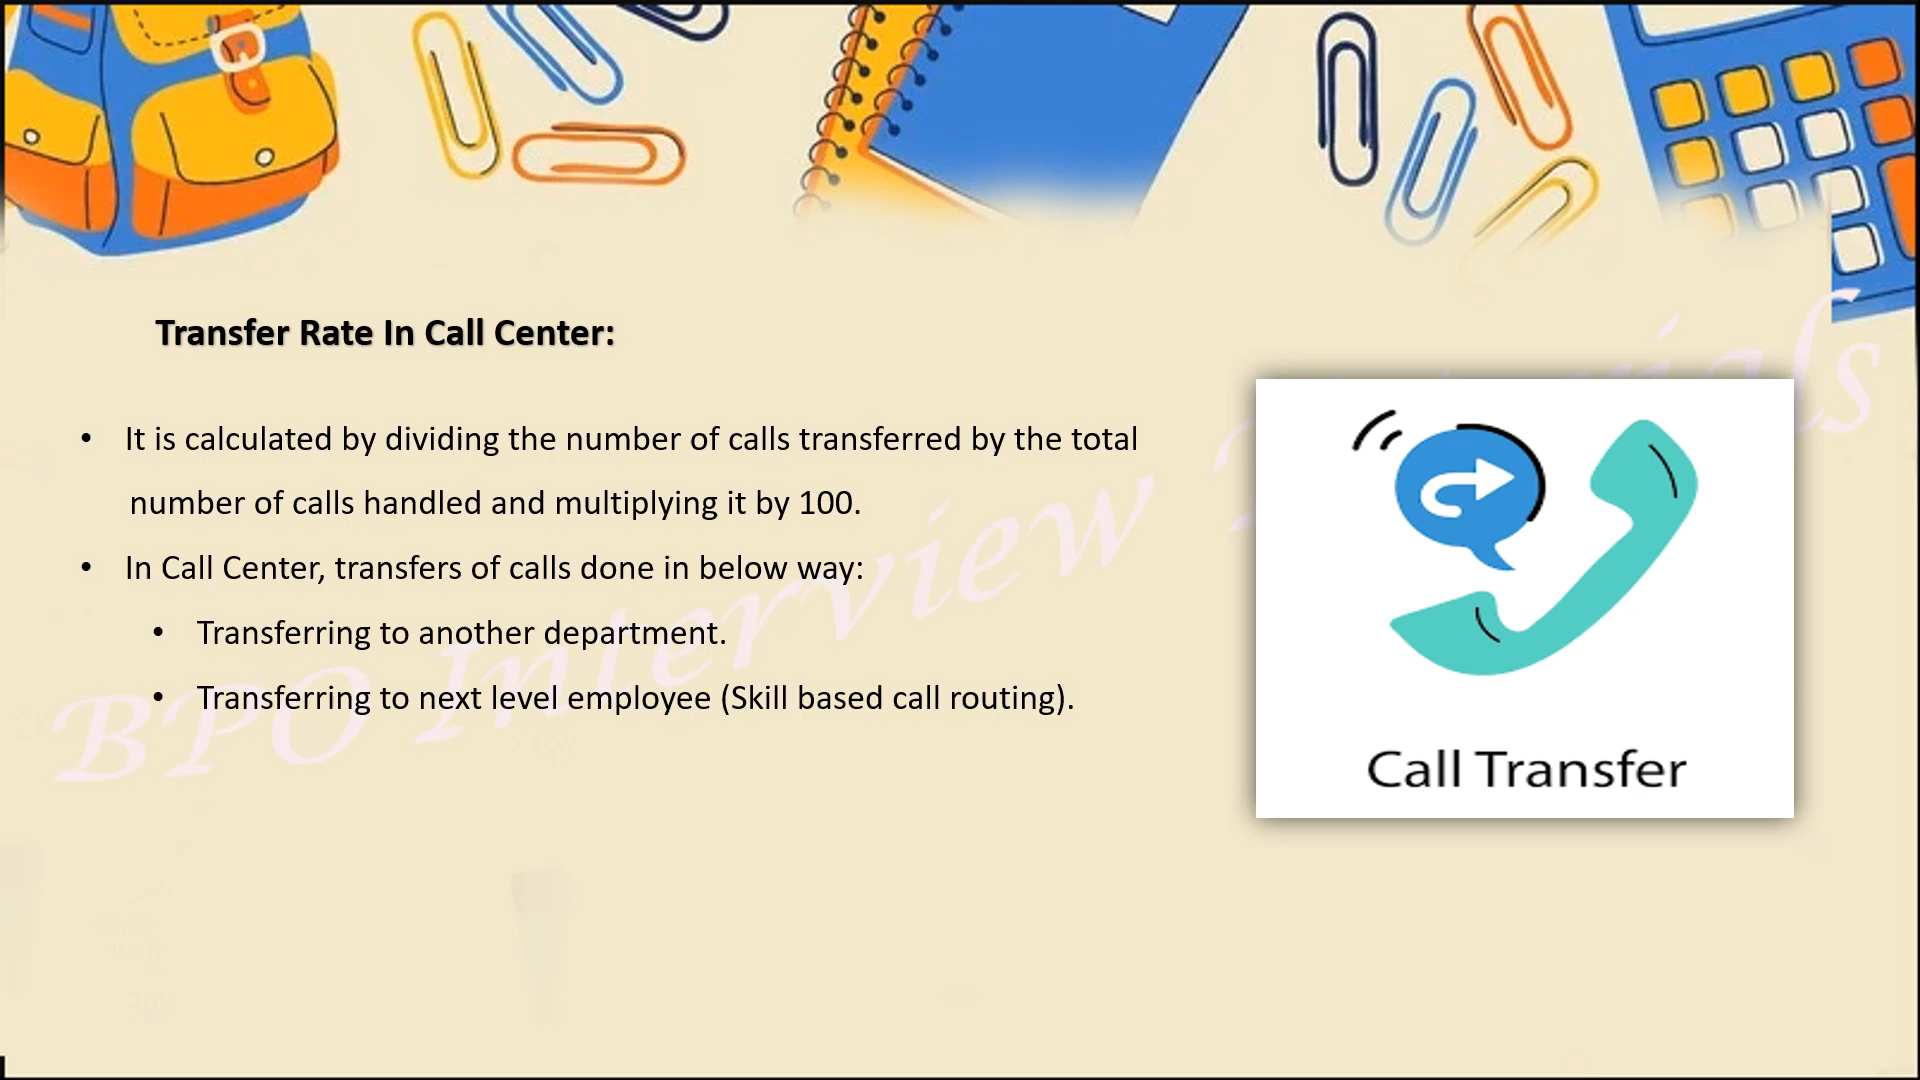 Transfer Rate In Call Center:
• It is calculated by dividing the number of calls transferred by the total
number of calls handled and multiplying it by 100.
• In Call Center, transfers of calls done in below way:
• Transferring to another department.
• Transferring to next level employee (Skill based call routing).
Call Transfer
BPO Interview